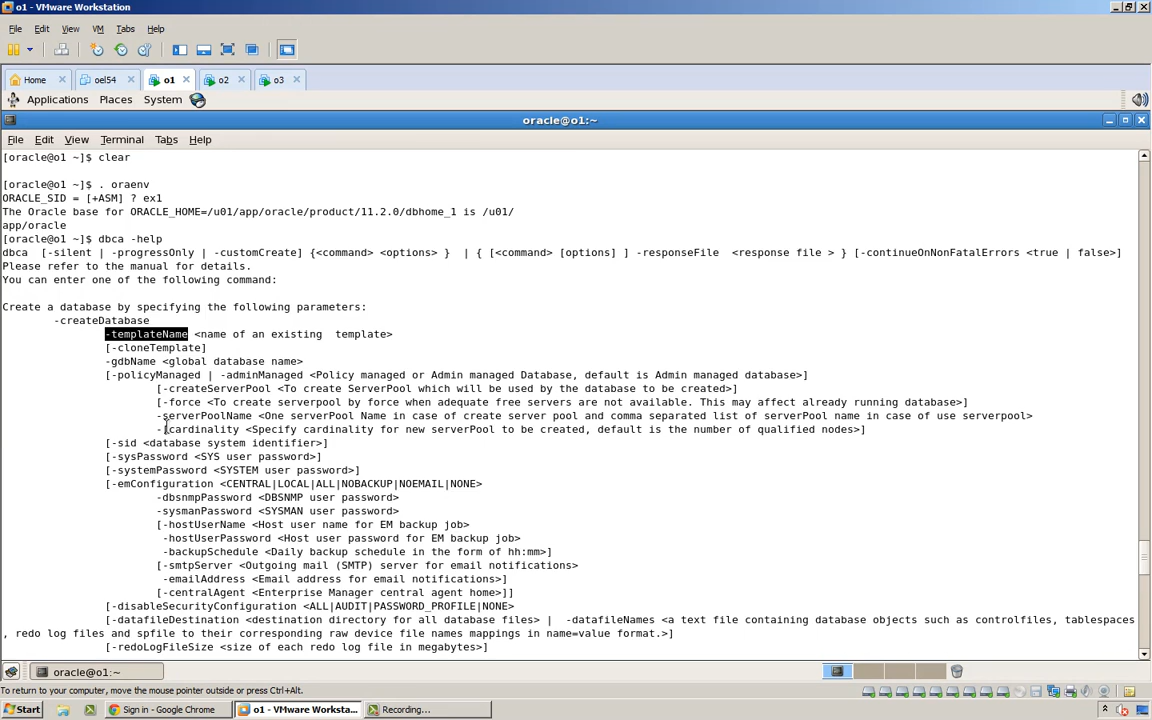 o1 - VMware Workstation
File Edit View VM Tabs Help
Home oel54 o1 o2 o3
Applications Places System
oracle@o1:~
File Edit View Terminal Tabs Help
[oracle@o1 ~]$ clear
[oracle@o1 ~]$ . oraenv
ORACLE_SID = [+ASM] ? ex1
The Oracle base for ORACLE_HOME=/u01/app/oracle/product/11.2.0/dbhome_1 is /u01/
app/oracle
[oracle@o1 ~]$ dbca -help
dbca  [-silent | -progressOnly | -customCreate] {<command> <options> }  | { [<command> [options] ] -responseFile  <response file > } [-continueOnNonFatalErrors <true | false>]
Please refer to the manual for details.
You can enter one of the following command:
Create a database by specifying the following parameters:
-createDatabase
-templateName <name of an existing  template>
[-cloneTemplate]
-gdbName <global database name>
[-policyManaged | -adminManaged <Policy managed or Admin managed Database, default is Admin managed database>]
[-createServerPool <To create ServerPool which will be used by the database to be created>]
[-force <To create serverpool by force when adequate free servers are not available. This may affect already running database>]
-serverPoolName <One serverPool Name in case of create server pool and comma separated list of serverPool name in case of use serverpool>
-[cardinality <Specify cardinality for new serverPool to be created, default is the number of qualified nodes>]
[-sid <database system identifier>]
[-sysPassword <SYS user password>]
[-systemPassword <SYSTEM user password>]
[-emConfiguration <CENTRAL|LOCAL|ALL|NOBACKUP|NOEMAIL|NONE>
-dbsnmpPassword <DBSNMP user password>
-sysmanPassword <SYSMAN user password>
[-hostUserName <Host user name for EM backup job>
-hostUserPassword <Host user password for EM backup job>
-backupSchedule <Daily backup schedule in the form of hh:mm>]
[-smtpServer <Outgoing mail (SMTP) server for email notifications>
-emailAddress <Email address for email notifications>]
[-centralAgent <Enterprise Manager central agent home>]]
[-disableSecurityConfiguration <ALL|AUDIT|PASSWORD_PROFILE|NONE>
[-datafileDestination <destination directory for all database files> |  -datafileNames <a text file containing database objects such as controlfiles, tablespaces
, redo log files and spfile to their corresponding raw device file names mappings in name=value format.>]
[-redoLogFileSize <size of each redo log file in megabytes>]
oracle@o1:~
To return to your computer, move the mouse pointer outside or press Ctrl+Alt.
Start Sign in - Google Chrome o1 - VMware Worksta... Recording...